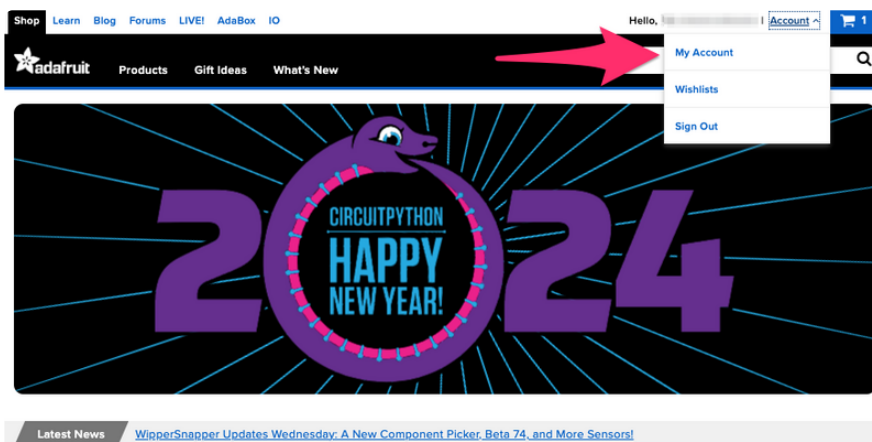 Shop Learn Blog Forums LIVE! AdaBox IO Hello, | Account 1
My Account
adafruit Products Gift Ideas What's New
Wishlists
Sign Out
2024
CIRCUITPYTHON
HAPPY
NEW YEAR!
Latest News WipperSnapper Updates Wednesday: A New Component Picker, Beta 74, and More Sensors!